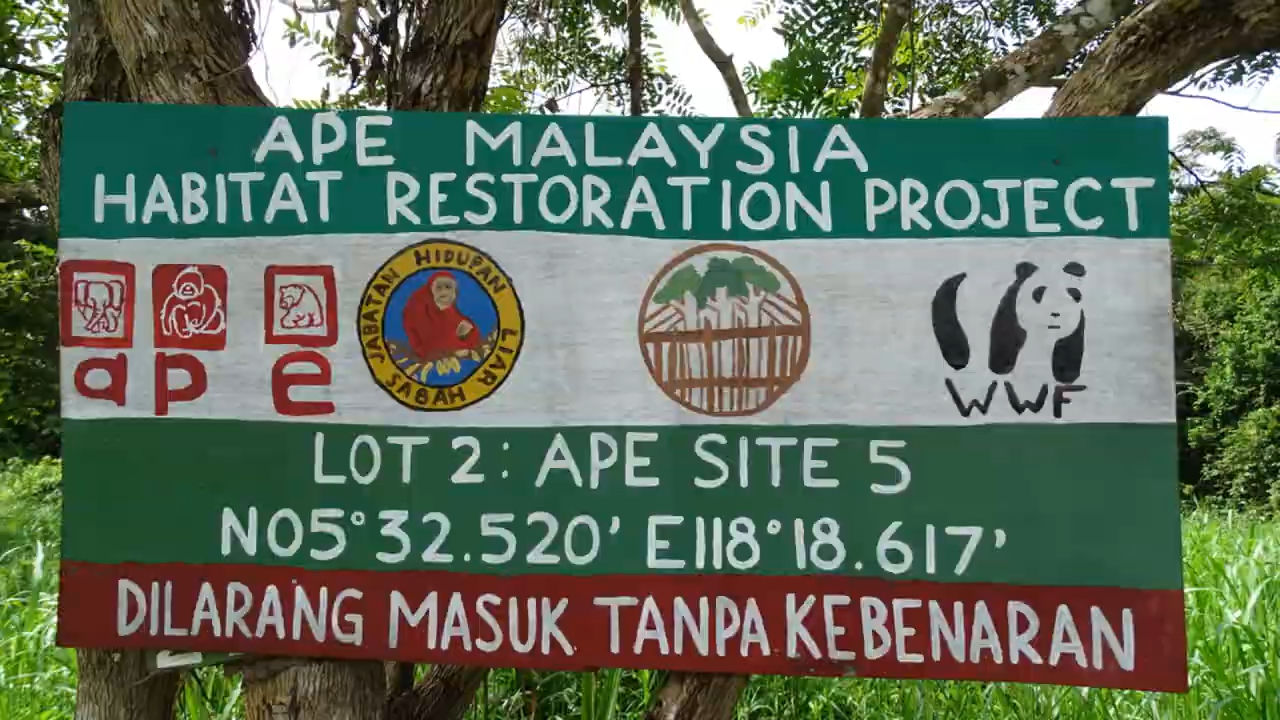 APE MALAYSIA
HABITAT RESTORATION PROJECT
ape
JABATAN HIDUPAN LIAR SABAH
WWF
LOT 2: APE SITE 5
N05°32.520' E118°18.617'
DILARANG MASUK TANPA KEBENARAN